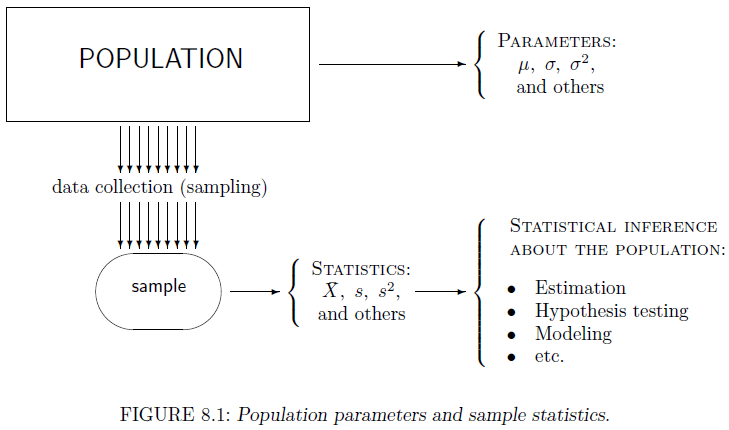 POPULATION
PARAMETERS:
μ, σ, σ²,
and others
data collection (sampling)
sample
STATISTICS:
X̄, s, s²,
and others
STATISTICAL INFERENCE
ABOUT THE POPULATION:
• Estimation
• Hypothesis testing
• Modeling
• etc.
FIGURE 8.1: Population parameters and sample statistics.